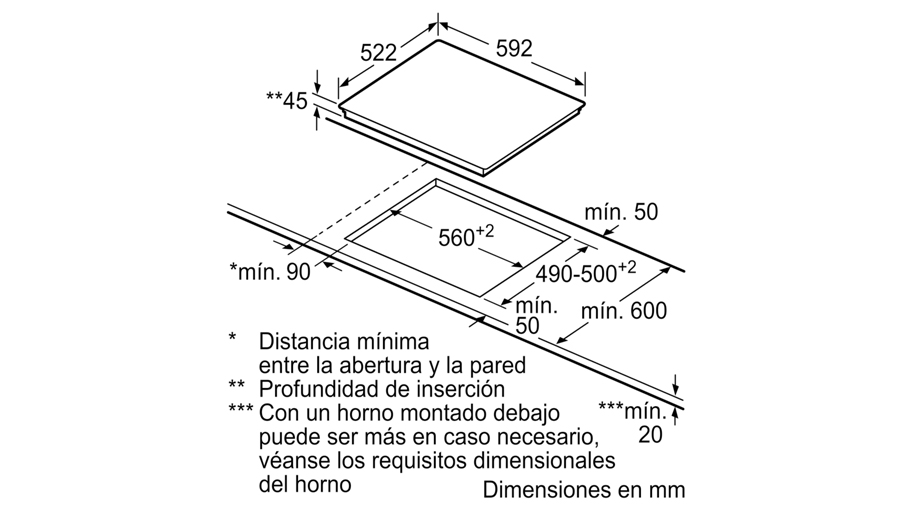 522
592
**45
mín. 50
560+2
490-500+2
*mín. 90
mín.
50
mín. 600
* Distancia mínima
entre la abertura y la pared
** Profundidad de inserción
*** Con un horno montado debajo
puede ser más en caso necesario,
véanse los requisitos dimensionales
del horno
***mín.
20
Dimensiones en mm